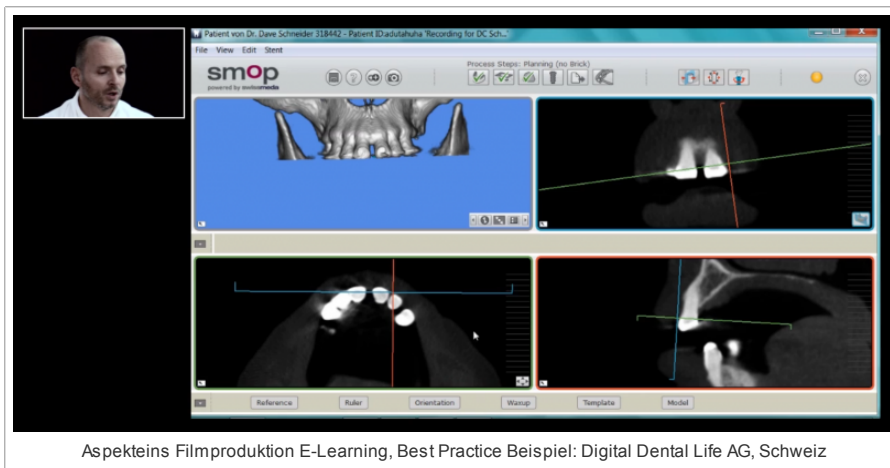 Patient von Dr. Dave Schneider 318442 - Patient ID:adutahuha 'Recording for DC Sch...'
File View Edit Stent
Process Steps: Planning (no Brick)
smop
powered by swissmeda
Reference Ruler Orientation Waxup Template Model
Aspekteins Filmproduktion E-Learning, Best Practice Beispiel: Digital Dental Life AG, Schweiz